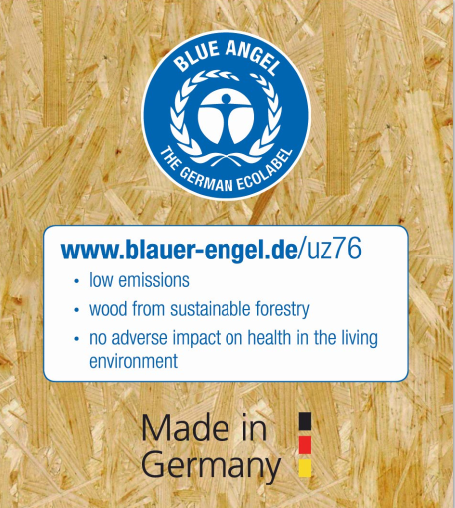 BLUE ANGEL
THE GERMAN ECOLABEL
www.blauer-engel.de/uz76
• low emissions
• wood from sustainable forestry
• no adverse impact on health in the living
environment
Made in
Germany